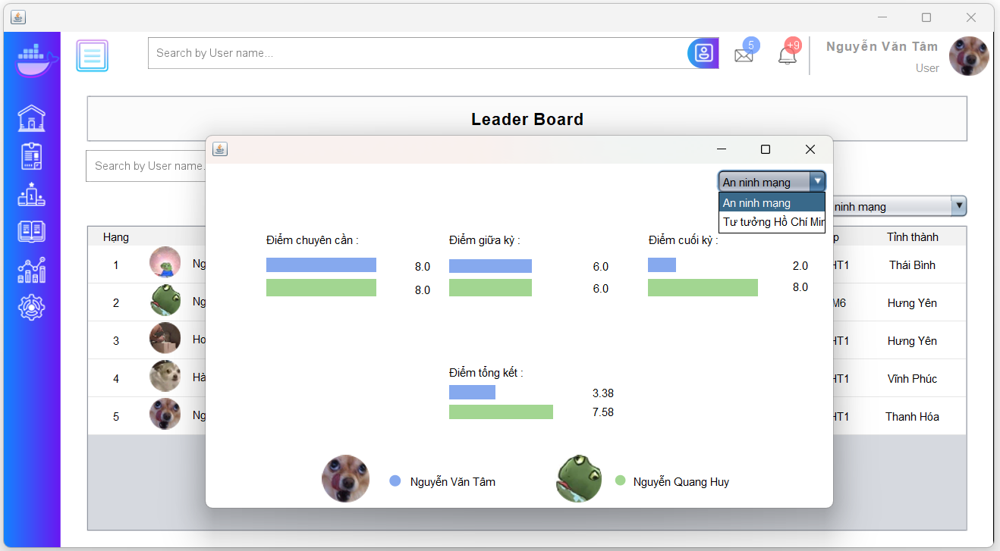 Search by User name...
5
+9
Nguyễn Văn Tâm
User
Leader Board
Search by User name.
An ninh mạng
An ninh mạng
Tư tưởng Hồ Chí Mir
ninh mạng
Hạng
Tỉnh thành
Điểm chuyên cần :
Điểm giữa kỳ :
Điểm cuối kỳ :
8.0
6.0
2.0
8.0
6.0
8.0
1
Ng
HT1
Thái Bình
2
Ng
M6
Hưng Yên
3
Ho
HT1
Hưng Yên
4
Hà
HT1
Vĩnh Phúc
5
Ng
HT1
Thanh Hóa
Điểm tổng kết :
3.38
7.58
Nguyễn Văn Tâm
Nguyễn Quang Huy